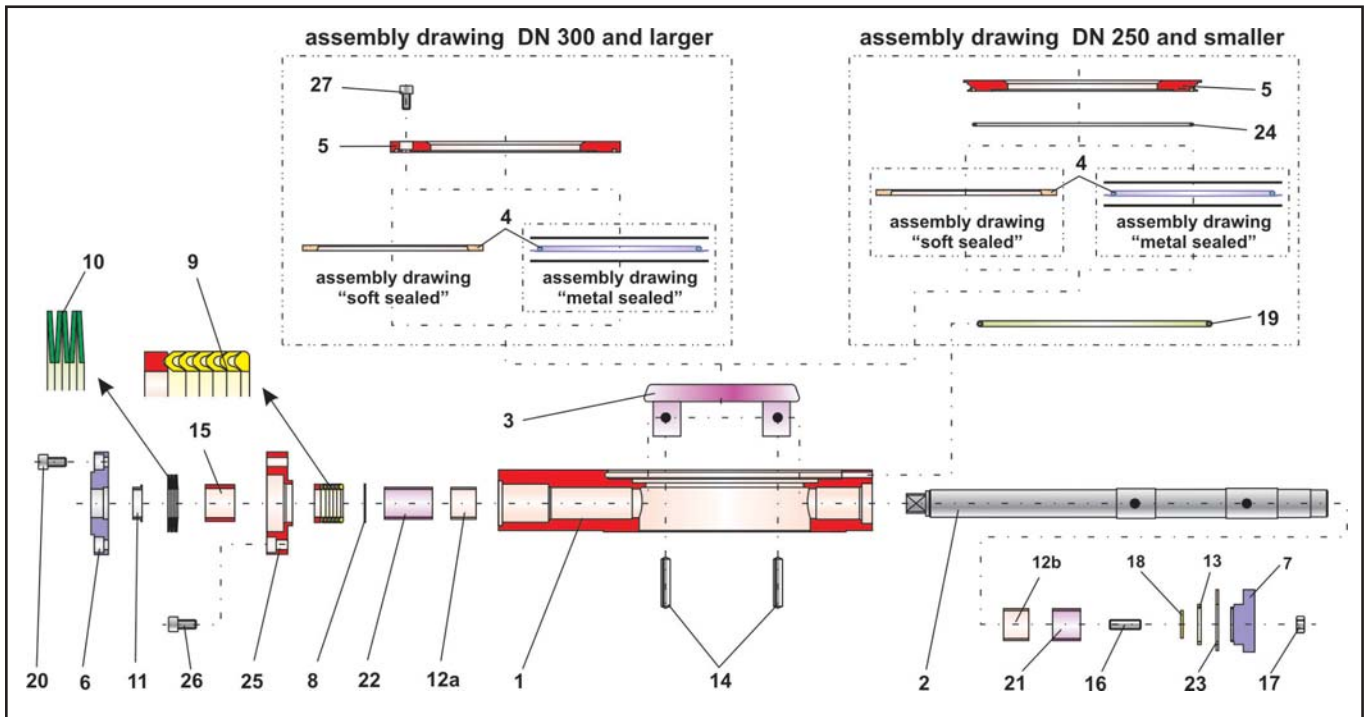 assembly drawing DN 300 and larger
assembly drawing DN 250 and smaller
27
5
5
24
4
4
assembly drawing
“soft sealed”
assembly drawing
“metal sealed”
assembly drawing
“soft sealed”
assembly drawing
“metal sealed”
10
9
19
3
15
12b
18
13
7
20
6
11
26
25
8
22
12a
1
14
2
21
16
23
17